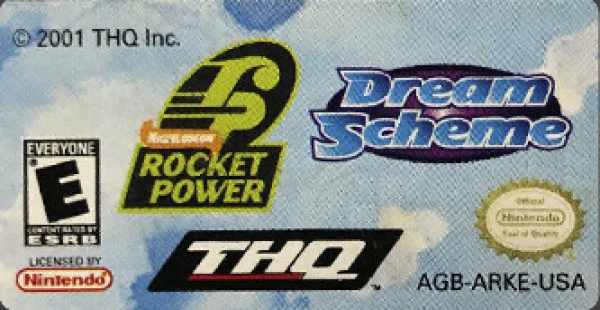 © 2001 THQ Inc.
NICKELODEON
ROCKET
POWER
Dream
Scheme
EVERYONE
E
CONTENT RATED BY
ESRB
LICENSED BY
Nintendo
THQ™
Official
Nintendo
Seal of Quality
AGB-ARKE-USA